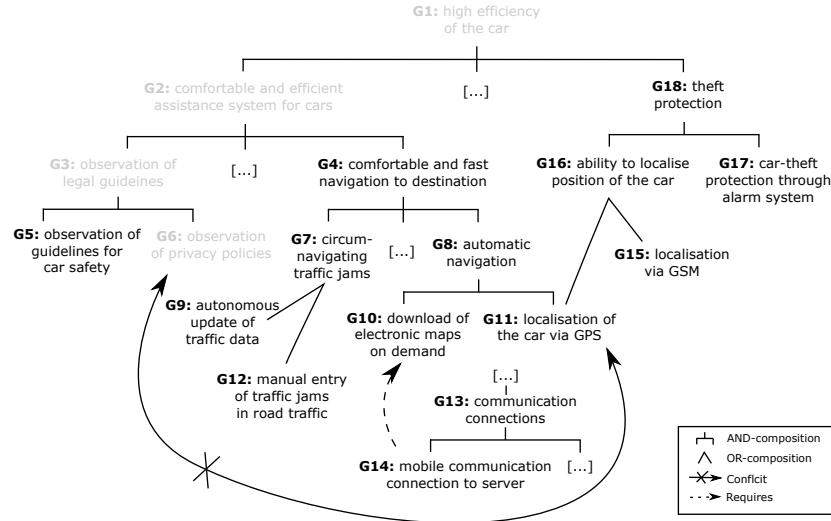 G1: high efficiency
of the car
G2: comfortable and efficient
assistance system for cars
[...]
G18: theft
protection
G3: observation of
legal guideines
[...]
G4: comfortable and fast
navigation to destination
G16: ability to localise
position of the car
G17: car-theft
protection through
alarm system
G5: observation of
guidelines for
car safety
G6: observation
of privacy policies
G7: circum-
navigating
traffic jams
[...]
G8: automatic
navigation
G15: localisation
via GSM
G9: autonomous
update of
traffic data
G10: download of
electronic maps
on demand
G11: localisation of
the car via GPS
G12: manual entry
of traffic jams
in road traffic
[...]
G13: communication
connections
G14: mobile communication
connection to server
[...]
AND-composition
OR-composition
Conflcit
Requires